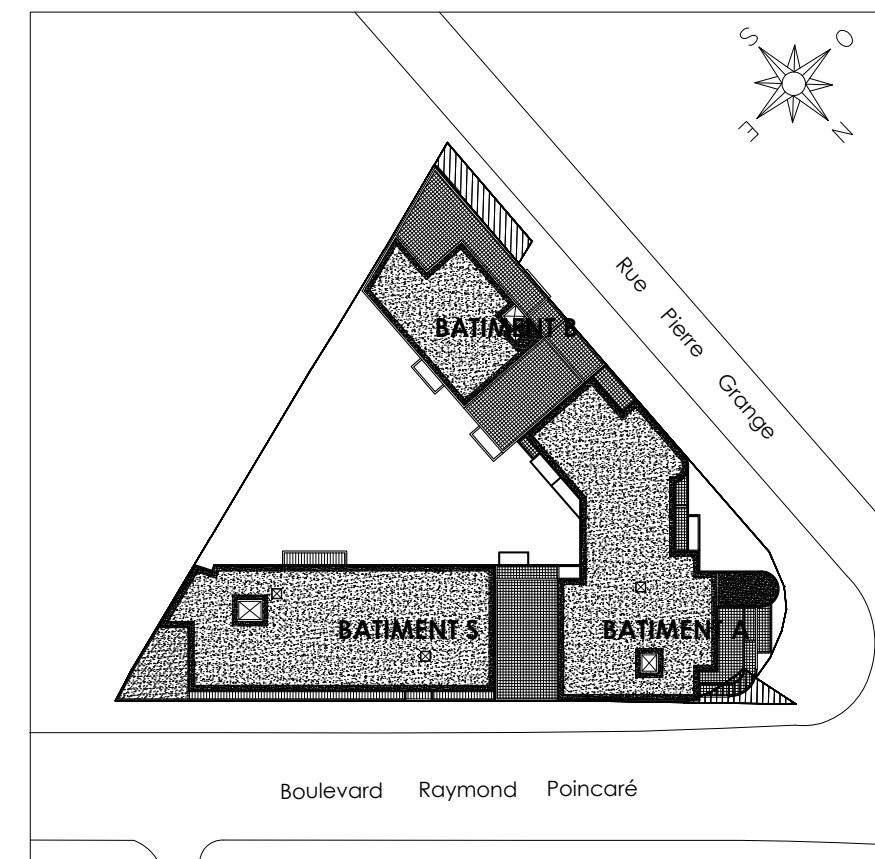 S O
E N
Rue Pierre Grange
BATIMENT B
BATIMENT S BATIMENT A
Boulevard Raymond Poincaré